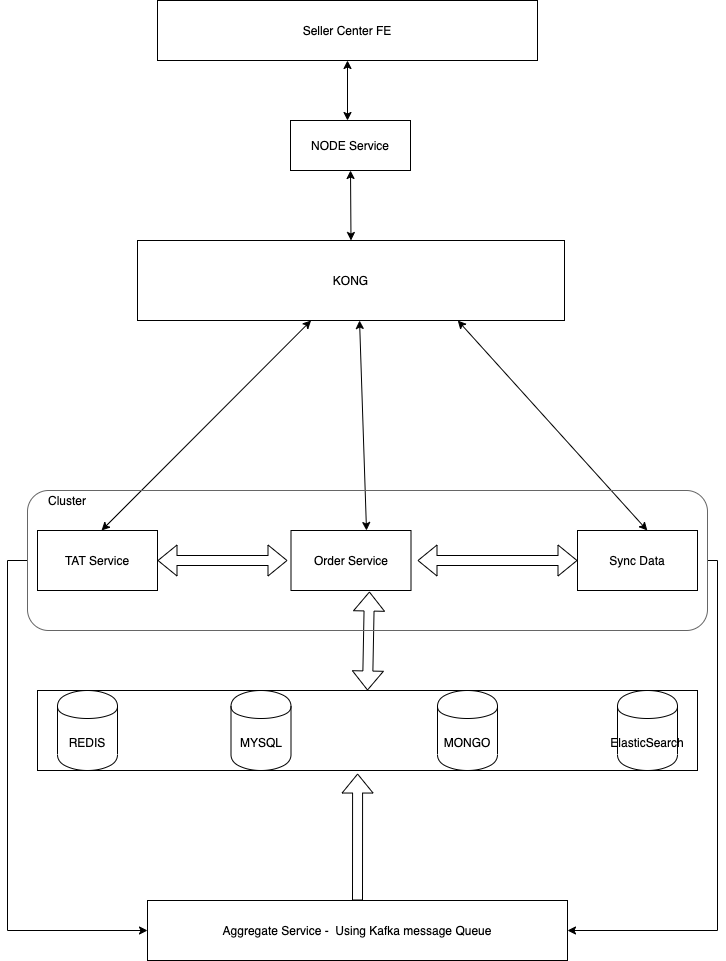 Seller Center FE
NODE Service
KONG
Cluster
TAT Service
Order Service
Sync Data
REDIS
MYSQL
MONGO
ElasticSearch
Aggregate Service - Using Kafka message Queue